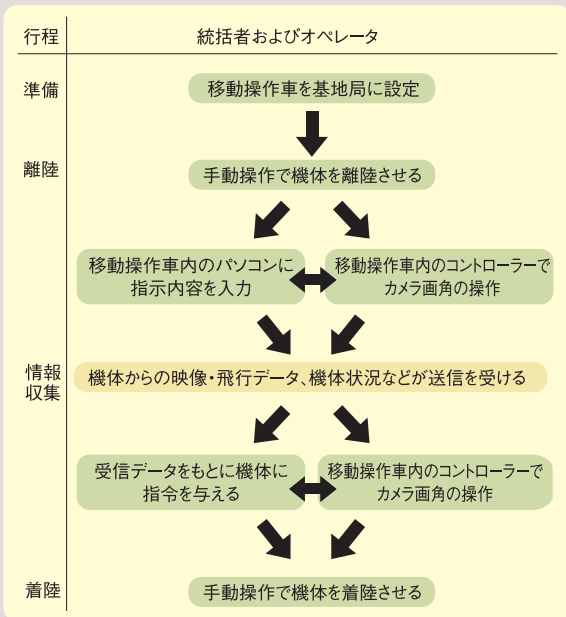 行程
統括者およびオペレータ
準備
移動操作車を基地局に設定
離陸
手動操作で機体を離陸させる
移動操作車内のパソコンに
指示内容を入力
移動操作車内のコントローラーで
カメラ画角の操作
情報
収集
機体からの映像・飛行データ、機体状況などが送信を受ける
受信データをもとに機体に
指令を与える
移動操作車内のコントローラーで
カメラ画角の操作
着陸
手動操作で機体を着陸させる